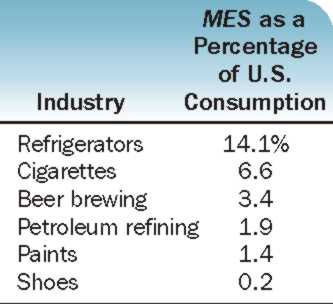 MES as a
Percentage
of U.S.
Industry Consumption
Refrigerators 14.1%
Cigarettes 6.6
Beer brewing 3.4
Petroleum refining 1.9
Paints 1.4
Shoes 0.2